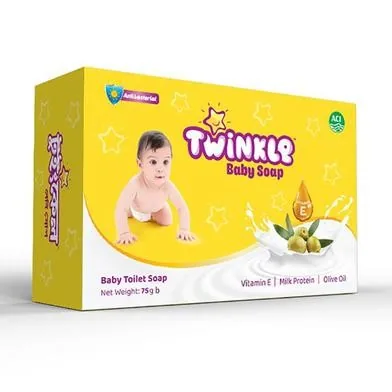 Antibacterial
ACI
TWiNKLe
Baby Soap
E
Baby Toilet Soap
Net Weight: 75g b
Vitamin E | Milk Protein | Olive Oil